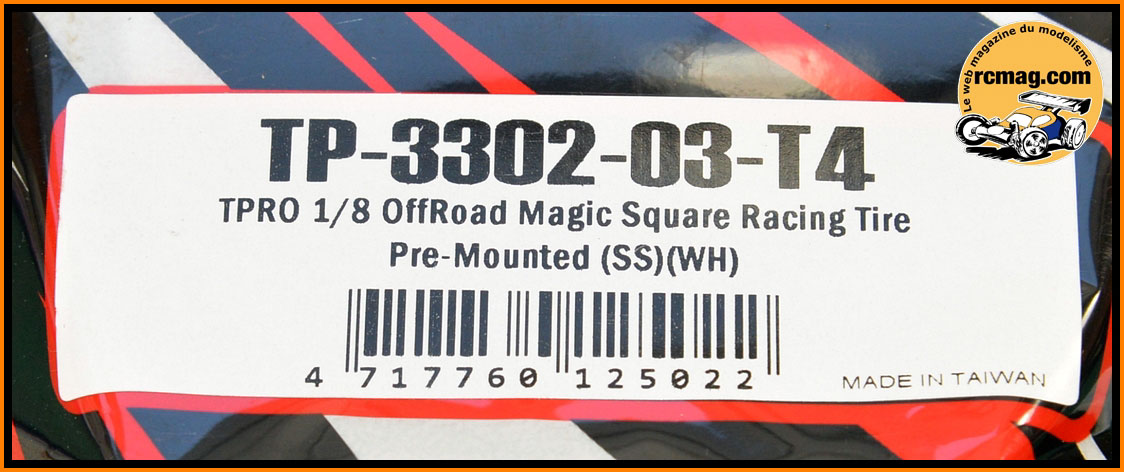 Le web magazine du modelisme
rcmag.com
TP-3302-03-T4
TPRO 1/8 OffRoad Magic Square Racing Tire
Pre-Mounted (SS)(WH)
4 717760 125022
MADE IN TAIWAN